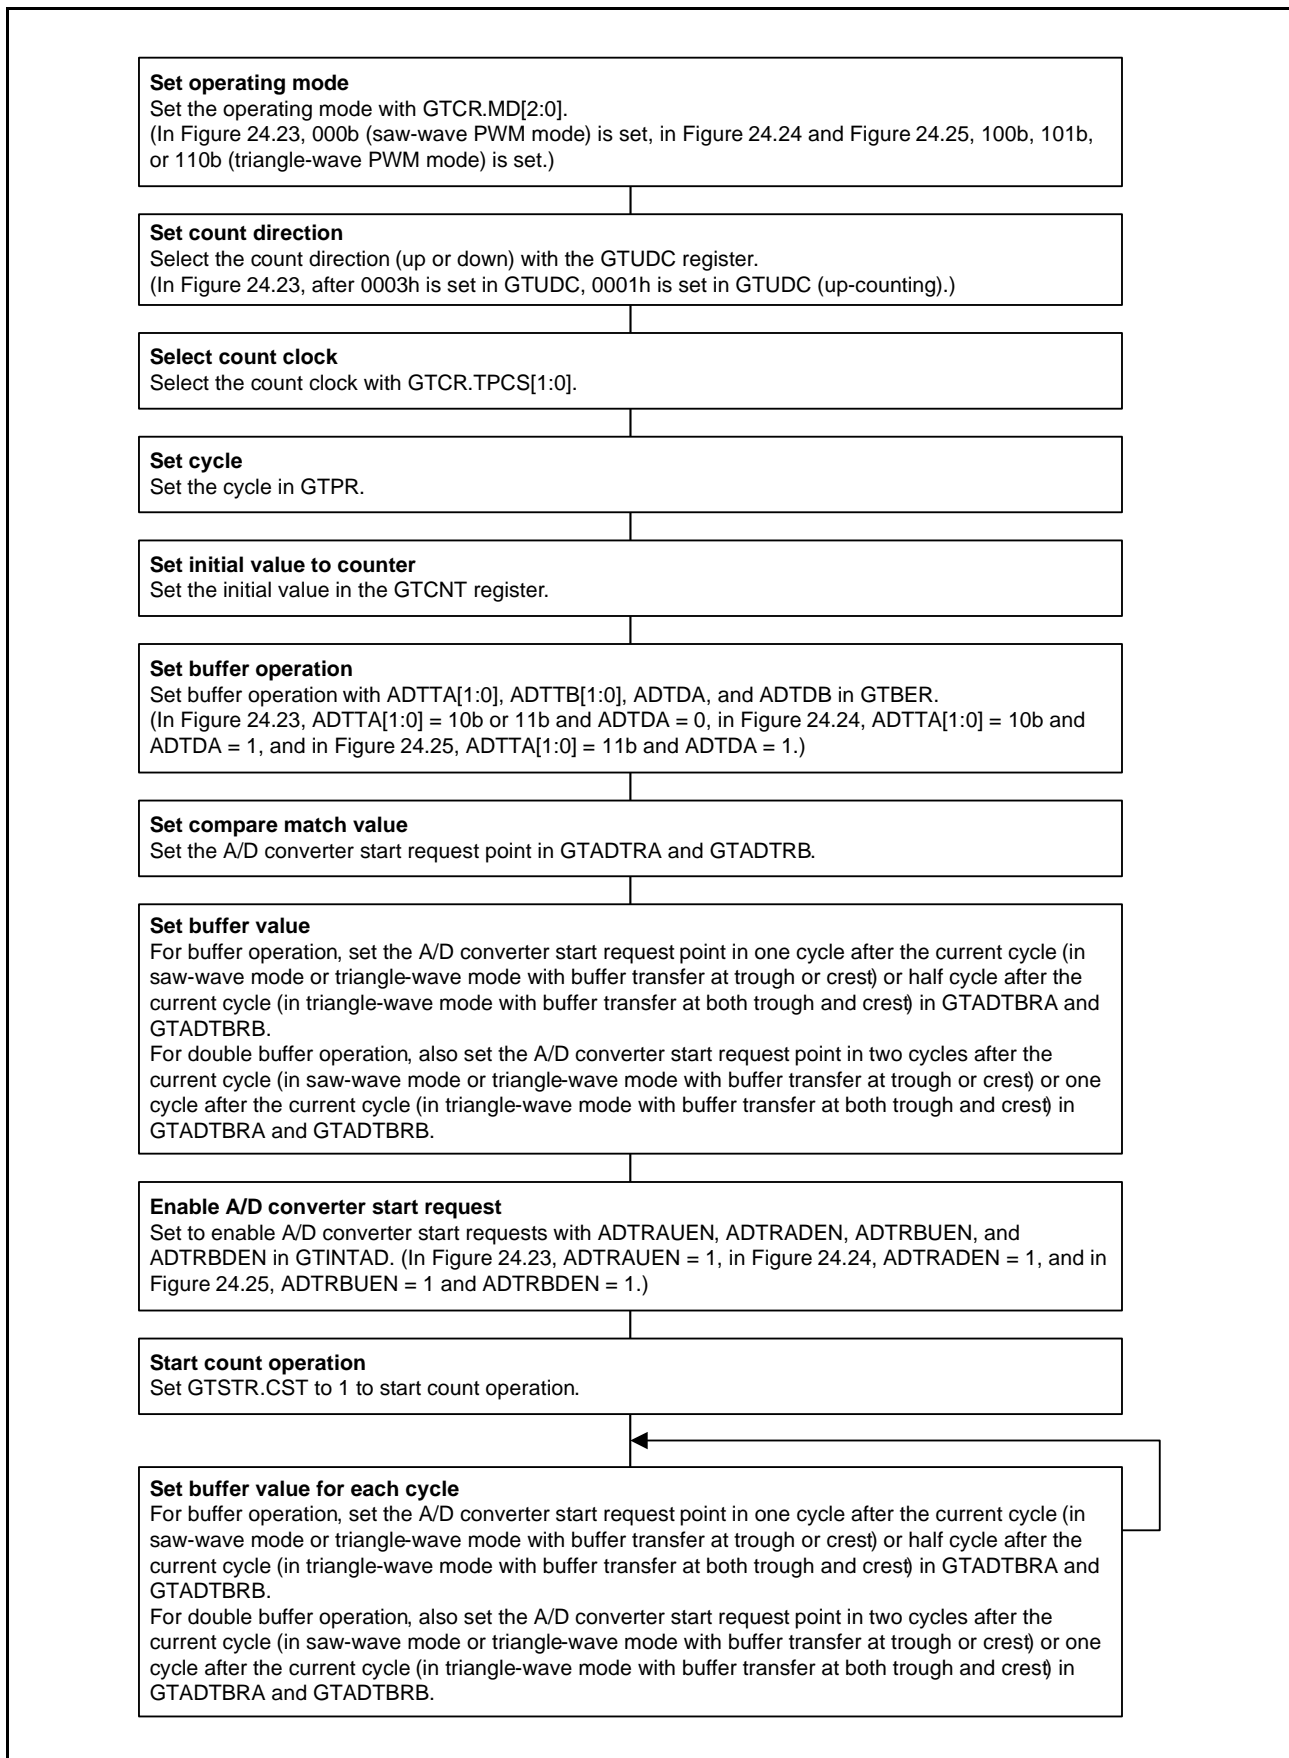 Set operating mode
Set the operating mode with GTCR.MD[2:0].
(In Figure 24.23, 000b (saw-wave PWM mode) is set, in Figure 24.24 and Figure 24.25, 100b, 101b,
or 110b (triangle-wave PWM mode) is set.)
Set count direction
Select the count direction (up or down) with the GTUDC register.
(In Figure 24.23, after 0003h is set in GTUDC, 0001h is set in GTUDC (up-counting).)
Select count clock
Select the count clock with GTCR.TPCS[1:0].
Set cycle
Set the cycle in GTPR.
Set initial value to counter
Set the initial value in the GTCNT register.
Set buffer operation
Set buffer operation with ADTTA[1:0], ADTTB[1:0], ADTDA, and ADTDB in GTBER.
(In Figure 24.23, ADTTA[1:0] = 10b or 11b and ADTDA = 0, in Figure 24.24, ADTTA[1:0] = 10b and
ADTDA = 1, and in Figure 24.25, ADTTA[1:0] = 11b and ADTDA = 1.)
Set compare match value
Set the A/D converter start request point in GTADTRA and GTADTRB.
Set buffer value
For buffer operation, set the A/D converter start request point in one cycle after the current cycle (in
saw-wave mode or triangle-wave mode with buffer transfer at trough or crest) or half cycle after the
current cycle (in triangle-wave mode with buffer transfer at both trough and crest) in GTADTBRA and
GTADTBRB.
For double buffer operation, also set the A/D converter start request point in two cycles after the
current cycle (in saw-wave mode or triangle-wave mode with buffer transfer at trough or crest) or one
cycle after the current cycle (in triangle-wave mode with buffer transfer at both trough and crest) in
GTADTBRA and GTADTBRB.
Enable A/D converter start request
Set to enable A/D converter start requests with ADTRAUEN, ADTRADEN, ADTRBUEN, and
ADTRBDEN in GTINTAD. (In Figure 24.23, ADTRAUEN = 1, in Figure 24.24, ADTRADEN = 1, and in
Figure 24.25, ADTRBUEN = 1 and ADTRBDEN = 1.)
Start count operation
Set GTSTR.CST to 1 to start count operation.
Set buffer value for each cycle
For buffer operation, set the A/D converter start request point in one cycle after the current cycle (in
saw-wave mode or triangle-wave mode with buffer transfer at trough or crest) or half cycle after the
current cycle (in triangle-wave mode with buffer transfer at both trough and crest) in GTADTBRA and
GTADTBRB.
For double buffer operation, also set the A/D converter start request point in two cycles after the
current cycle (in saw-wave mode or triangle-wave mode with buffer transfer at trough or crest) or one
cycle after the current cycle (in triangle-wave mode with buffer transfer at both trough and crest) in
GTADTBRA and GTADTBRB.